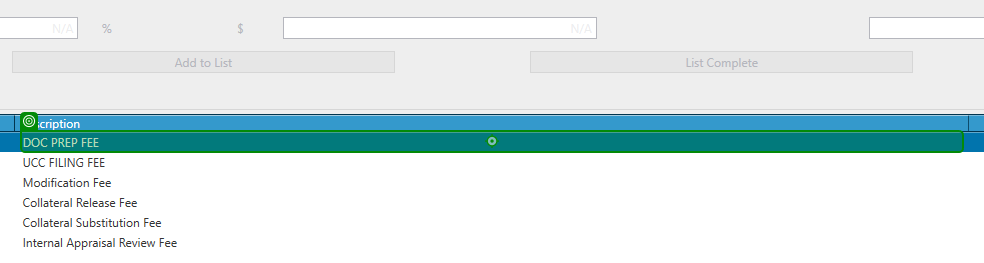 N/A % $ N/A
Add to List List Complete
scription
DOC PREP FEE
UCC FILING FEE
Modification Fee
Collateral Release Fee
Collateral Substitution Fee
Internal Appraisal Review Fee